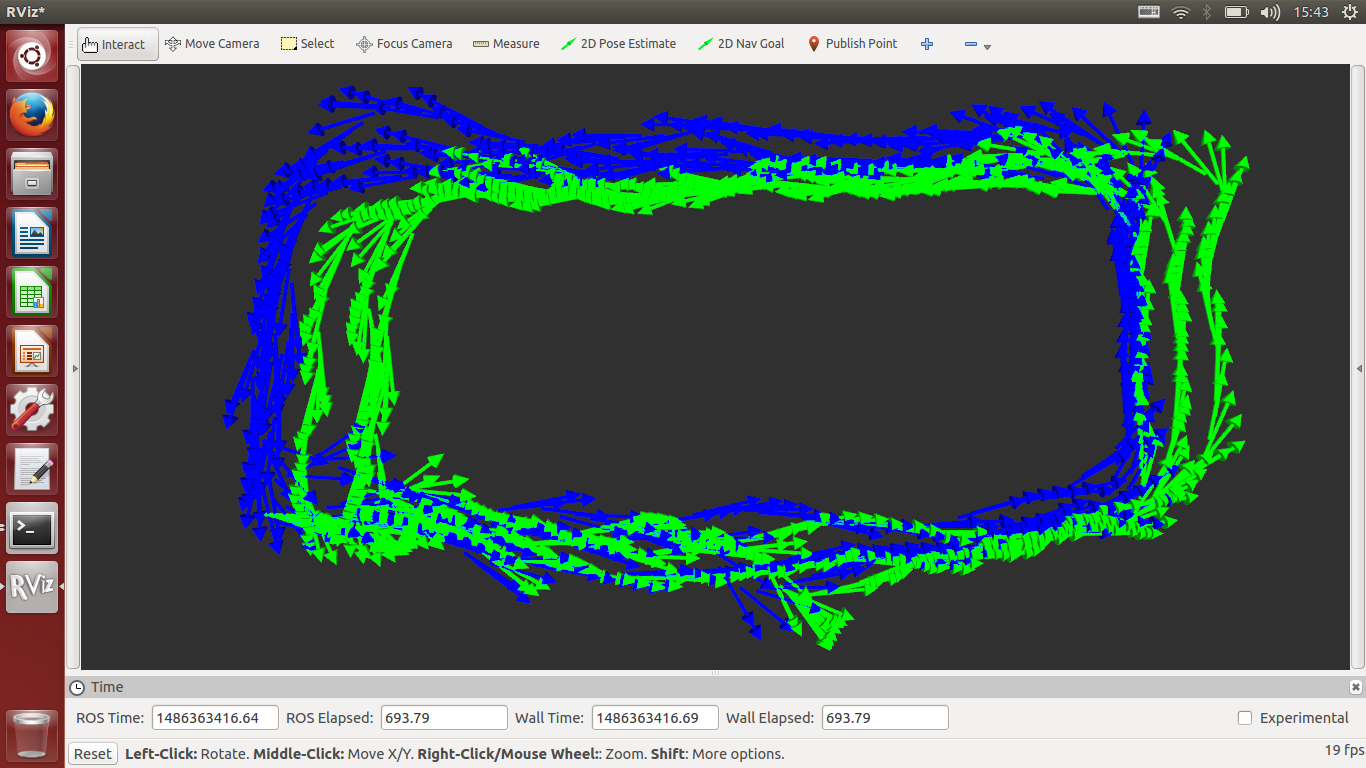 RViz*
15:43
Interact Move Camera Select Focus Camera Measure 2D Pose Estimate 2D Nav Goal Publish Point
RViz
Time
ROS Time: 1486363416.64 ROS Elapsed: 693.79 Wall Time: 1486363416.69 Wall Elapsed: 693.79 Experimental
Reset Left-Click: Rotate. Middle-Click: Move X/Y. Right-Click/Mouse Wheel:: Zoom. Shift: More options. 19 fps